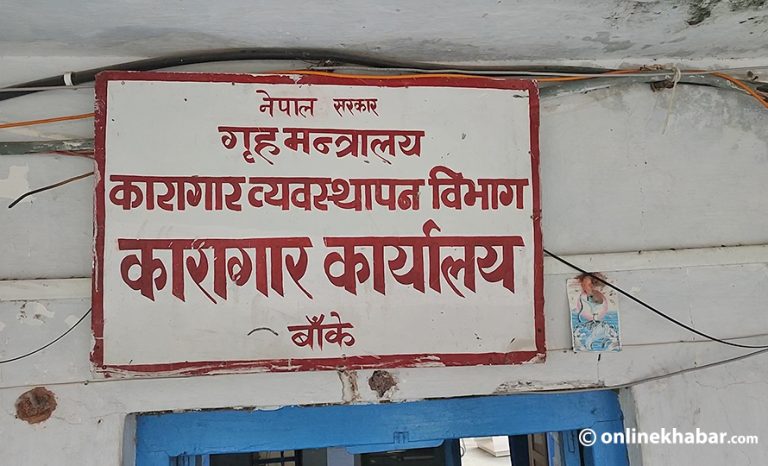 नेपाल सरकार
गृह मन्त्रालय
कारागार व्यवस्थापन विभाग
कारागार कार्यालय
बाँके
© onlinekhabar.com